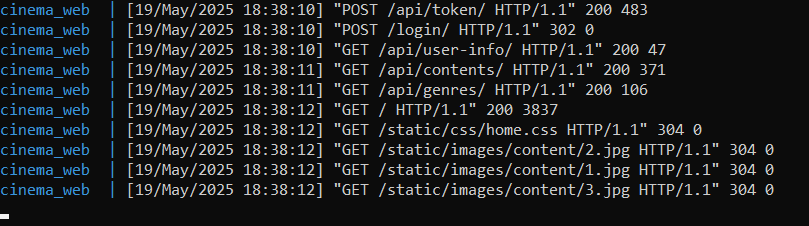 cinema_web  | [19/May/2025 18:38:10] "POST /api/token/ HTTP/1.1" 200 483
cinema_web  | [19/May/2025 18:38:10] "POST /login/ HTTP/1.1" 302 0
cinema_web  | [19/May/2025 18:38:10] "GET /api/user-info/ HTTP/1.1" 200 47
cinema_web  | [19/May/2025 18:38:11] "GET /api/contents/ HTTP/1.1" 200 371
cinema_web  | [19/May/2025 18:38:11] "GET /api/genres/ HTTP/1.1" 200 106
cinema_web  | [19/May/2025 18:38:12] "GET / HTTP/1.1" 200 3837
cinema_web  | [19/May/2025 18:38:12] "GET /static/css/home.css HTTP/1.1" 304 0
cinema_web  | [19/May/2025 18:38:12] "GET /static/images/content/2.jpg HTTP/1.1" 304 0
cinema_web  | [19/May/2025 18:38:12] "GET /static/images/content/1.jpg HTTP/1.1" 304 0
cinema_web  | [19/May/2025 18:38:12] "GET /static/images/content/3.jpg HTTP/1.1" 304 0